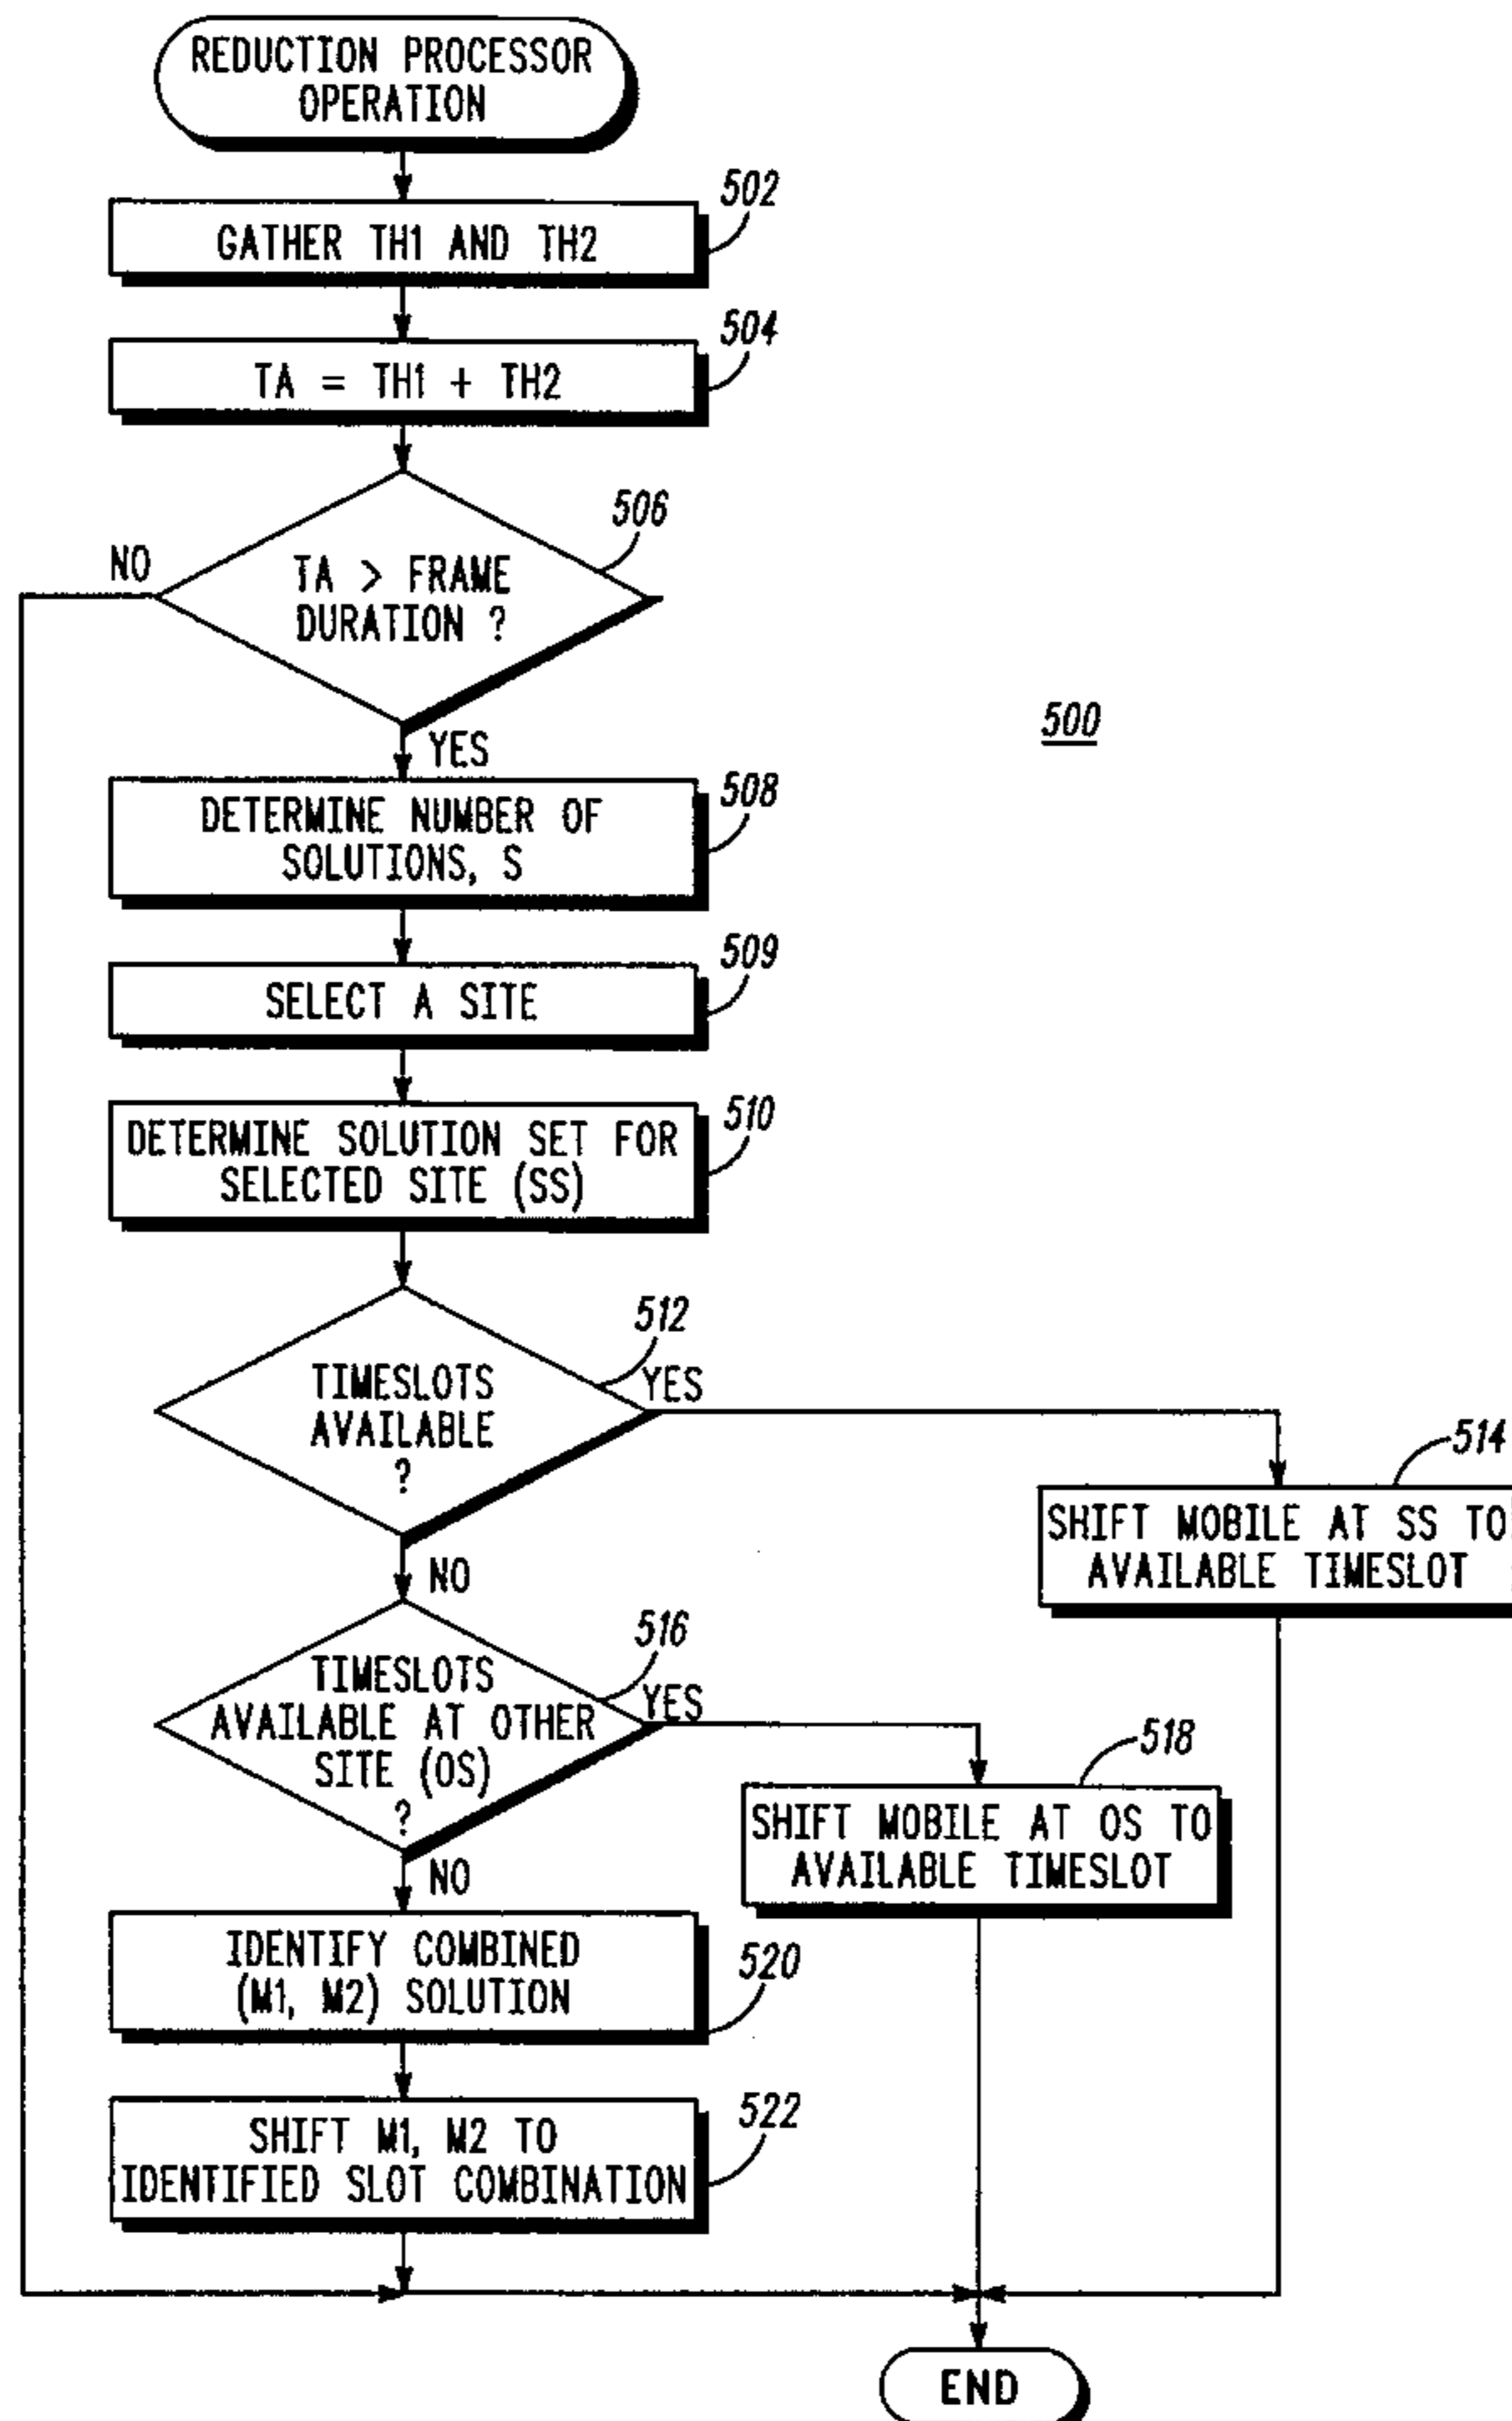 REDUCTION PROCESSOR
OPERATION
502
GATHER TH1 AND TH2
504
TA = TH1 + TH2
506
NO
TA > FRAME
DURATION ?
500
YES
508
DETERMINE NUMBER OF
SOLUTIONS, S
509
SELECT A SITE
510
DETERMINE SOLUTION SET FOR
SELECTED SITE (SS)
512
TIMESLOTS
AVAILABLE
?
YES
514
SHIFT MOBILE AT SS TO
AVAILABLE TIMESLOT
NO
516
TIMESLOTS
AVAILABLE AT OTHER
SITE (OS)
?
YES
518
SHIFT MOBILE AT OS TO
AVAILABLE TIMESLOT
NO
IDENTIFY COMBINED
(M1, M2) SOLUTION
520
522
SHIFT M1, M2 TO
IDENTIFIED SLOT COMBINATION
END